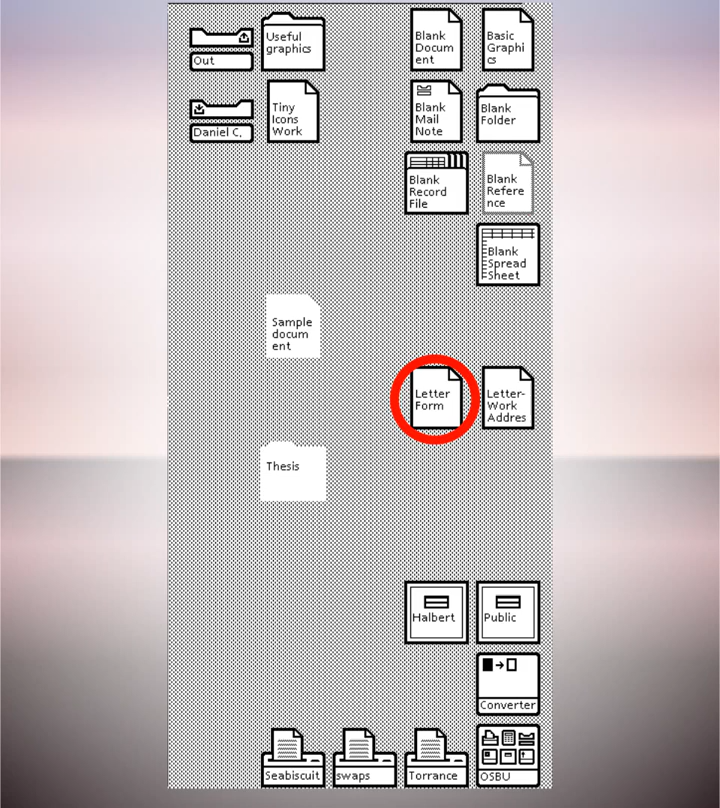 Out
Useful
graphics
Blank
Docum
ent
Basic
Graphi
cs
Daniel C.
Tiny
Icons
Work
Blank
Mail
Note
Blank
Folder
Blank
Record
File
Blank
Refere
nce
Blank
Spread
Sheet
Sample
docum
ent
Letter
Form
Letter-
Work
Addres
Thesis
Halbert
Public
Converter
Seabiscuit
swaps
Torrance
OSBU